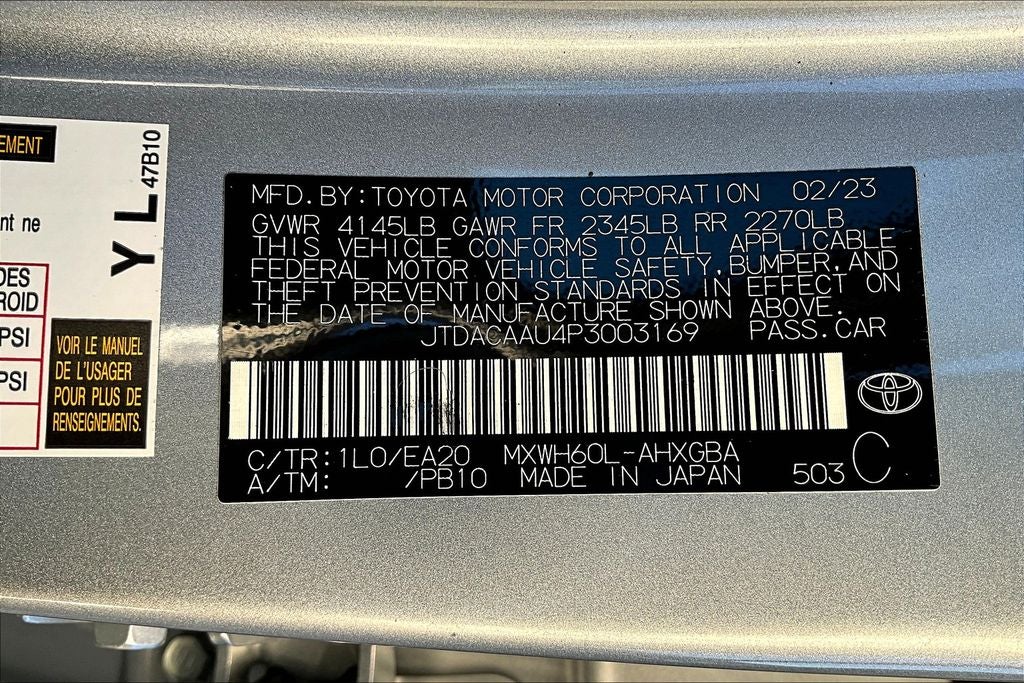 EMENT
nt ne
DES
ROID
PSI
PSI
47B10
YL
VOIR LE MANUEL
DE L'USAGER
POUR PLUS DE
RENSEIGNEMENTS.
MFD. BY: TOYOTA MOTOR CORPORATION 02/23
GVWR 4145LB GAWR FR 2345LB RR 2270LB
THIS VEHICLE CONFORMS TO ALL APPLICABLE
FEDERAL MOTOR VEHICLE SAFETY, BUMPER, AND
THEFT PREVENTION STANDARDS IN EFFECT ON
THE DATE OF MANUFACTURE SHOWN ABOVE.
JTDACAAU4P3003169 PASS. CAR
C/TR: 1L0/EA20 MXWH60L-AHXGBA
A/TM: /PB10 MADE IN JAPAN 503 C